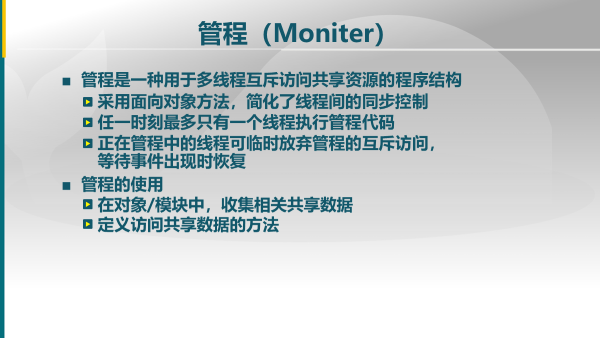 管程（Moniter）
管程是一种用于多线程互斥访问共享资源的程序结构
采用面向对象方法，简化了线程间的同步控制
任一时刻最多只有一个线程执行管程代码
正在管程中的线程可临时放弃管程的互斥访问，
等待事件出现时恢复
管程的使用
在对象/模块中，收集相关共享数据
定义访问共享数据的方法